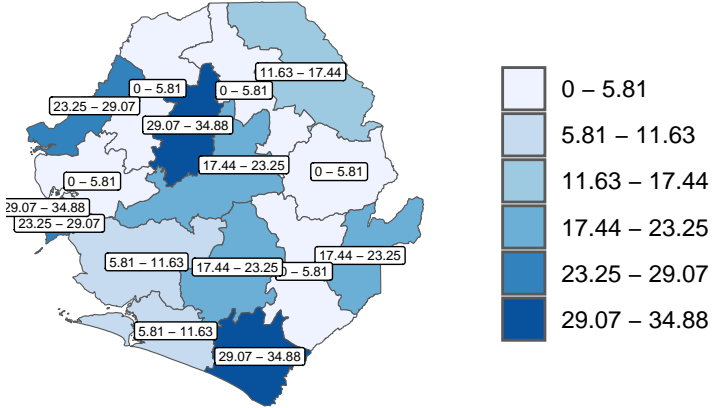 11.63 – 17.44
0 – 5.81
0 – 5.81
23.25 – 29.07
29.07 – 34.88
17.44 – 23.25
0 – 5.81
0 – 5.81
29.07 – 34.88
23.25 – 29.07
5.81 – 11.63
17.44 – 23.25
0 – 5.81
17.44 – 23.25
5.81 – 11.63
29.07 – 34.88
0 – 5.81
5.81 – 11.63
11.63 – 17.44
17.44 – 23.25
23.25 – 29.07
29.07 – 34.88